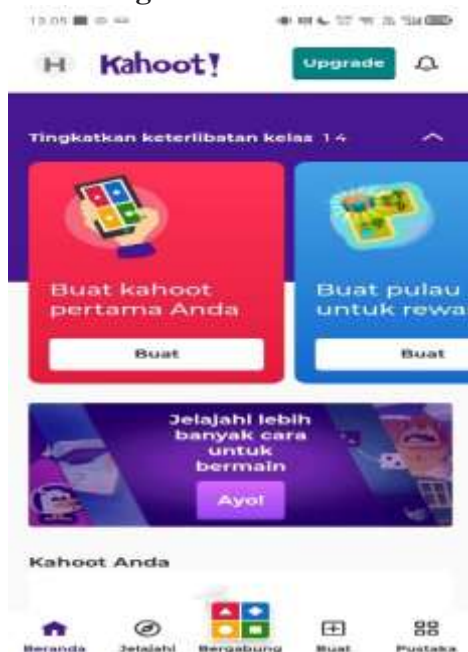 13.05
H Kahoot! Upgrade
Tingkatkan keterlibatan kelas 1 4
Buat kahoot
pertama Anda
Buat
Buat pulau
untuk rewa
Buat
Jelajahi lebih
banyak cara
untuk
bermain
Ayo!
Kahoot Anda
Beranda Jelajahi Bergabung Buat Pustaka